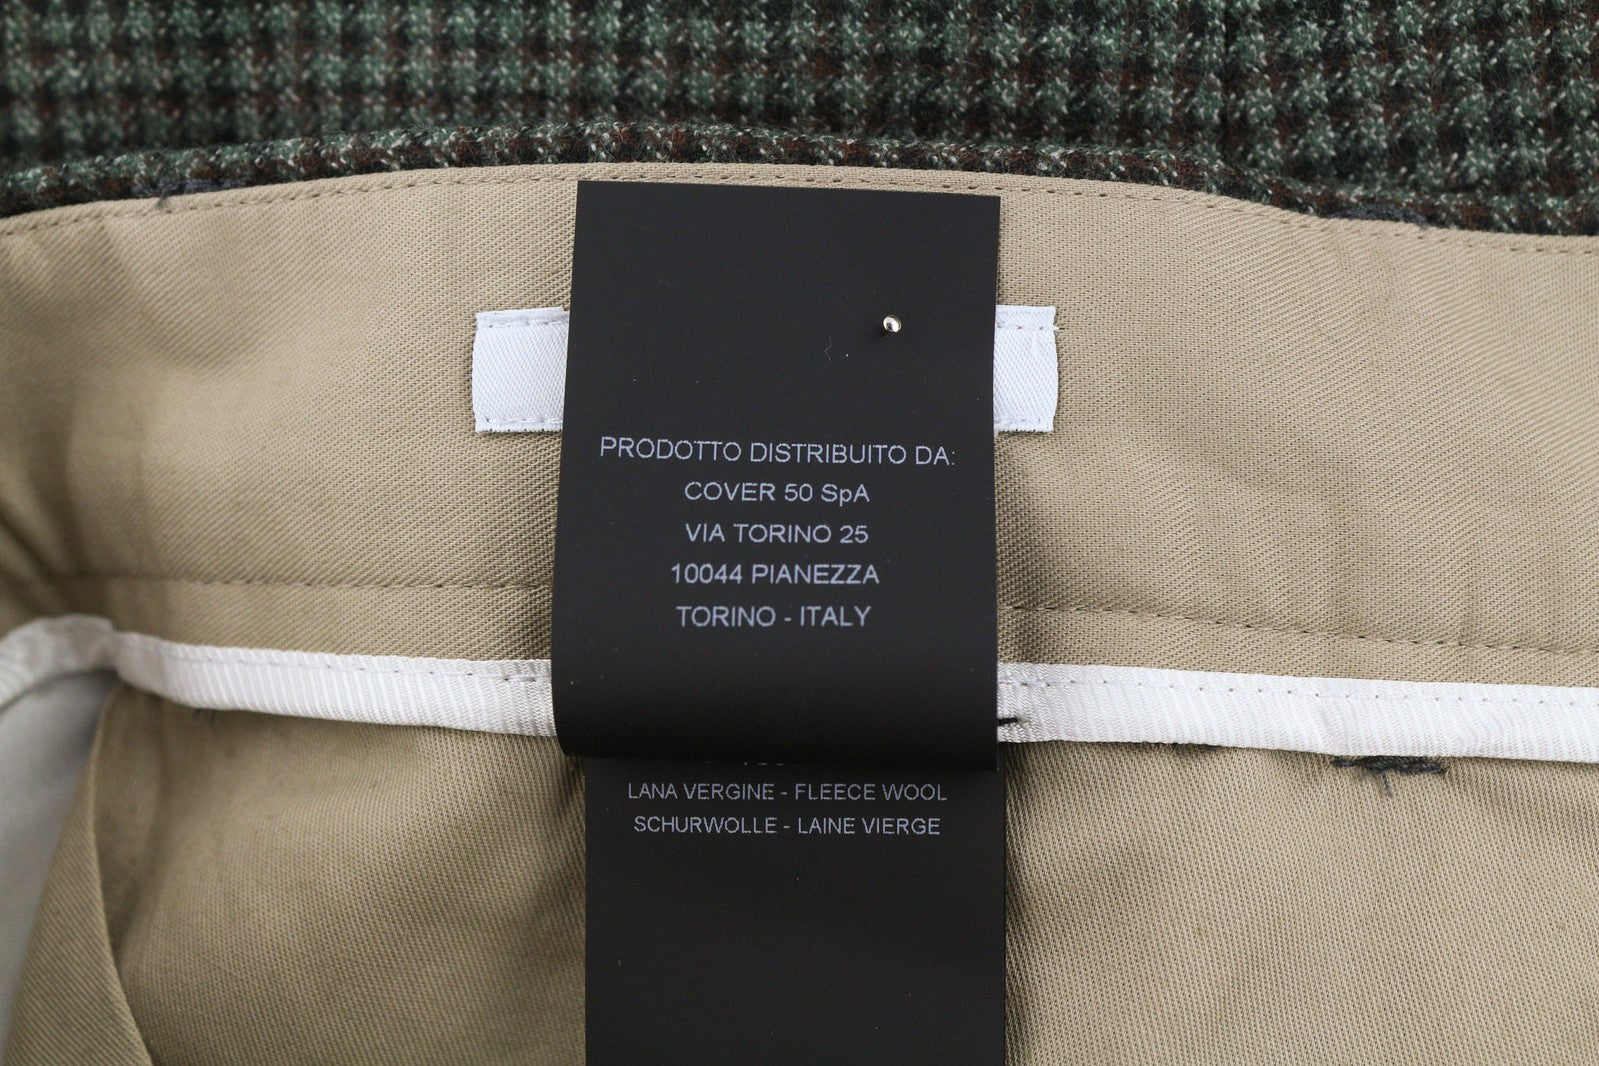 PRODOTTO DISTRIBUITO DA:
COVER 50 SpA
VIA TORINO 25
10044 PIANEZZA
TORINO - ITALY
LANA VERGINE - FLEECE WOOL
SCHURWOLLE - LAINE VIERGE